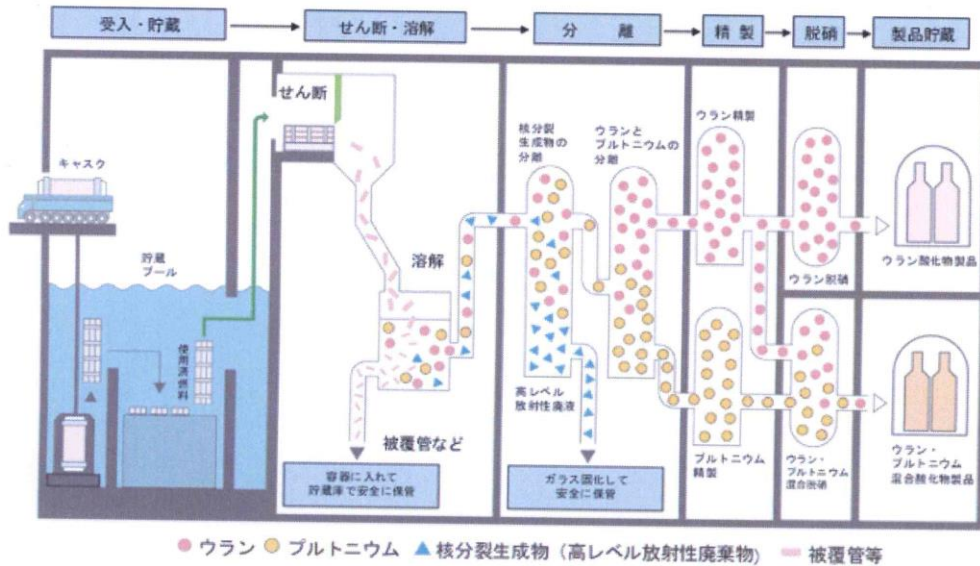 受入・貯蔵
せん断・溶解
分 離
精 製
脱硝
製品貯蔵
キャスク
貯蔵
プール
使用済燃料
せん断
溶解
被覆管など
容器に入れて
貯蔵庫で安全に保管
核分裂
生成物の
分離
ウランと
プルトニウムの
分離
高レベル
放射性廃液
ガラス固化して
安全に保管
ウラン精製
プルトニウム
精製
ウラン脱硝
ウラン・
プルトニウム
混合脱硝
ウラン酸化物製品
ウラン・
プルトニウム
混合酸化物製品
ウラン プルトニウム 核分裂生成物（高レベル放射性廃棄物） 被覆管等